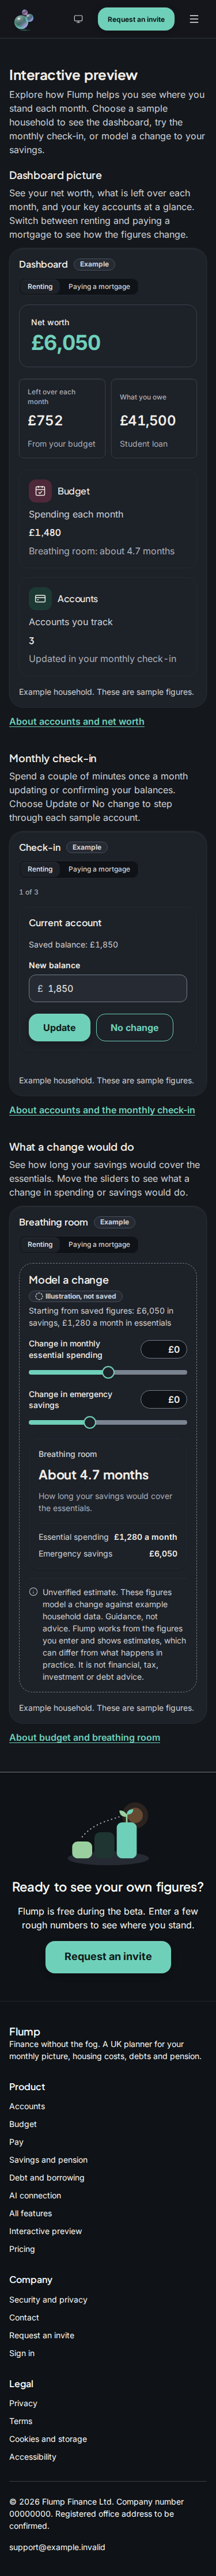 Request an invite
Interactive preview
Explore how Flump helps you see where you
stand each month. Choose a sample
household to see the dashboard, try the
monthly check-in, or model a change to your
savings.
Dashboard picture
See your net worth, what is left over each
month, and your key accounts at a glance.
Switch between renting and paying a
mortgage to see how the figures change.
Dashboard Example
Renting Paying a mortgage
Net worth
£6,050
Left over each
month
£752
From your budget
What you owe
£41,500
Student loan
Budget
Spending each month
£1,480
Breathing room: about 4.7 months
Accounts
Accounts you track
3
Updated in your monthly check-in
Example household. These are sample figures.
About accounts and net worth
Monthly check-in
Spend a couple of minutes once a month
updating or confirming your balances.
Choose Update or No change to step
through each sample account.
Check-in Example
Renting Paying a mortgage
1 of 3
Current account
Saved balance: £1,850
New balance
£ 1,850
Update No change
Example household. These are sample figures.
About accounts and the monthly check-in
What a change would do
See how long your savings would cover the
essentials. Move the sliders to see what a
change in spending or savings would do.
Breathing room Example
Renting Paying a mortgage
Model a change
Illustration, not saved
Starting from saved figures: £6,050 in
savings, £1,280 a month in essentials
Change in monthly
essential spending
£0
Change in emergency
savings
£0
Breathing room
About 4.7 months
How long your savings would cover
the essentials.
Essential spending £1,280 a month
Emergency savings £6,050
Unverified estimate. These figures
model a change against example
household data. Guidance, not
advice. Flump works from the figures
you enter and shows estimates, which
can differ from what happens in
practice. It is not financial, tax,
investment or debt advice.
Example household. These are sample figures.
About budget and breathing room
Ready to see your own figures?
Flump is free during the beta. Enter a few
rough numbers to see where you stand.
Request an invite
Flump
Finance without the fog. A UK planner for your
monthly picture, housing costs, debts and pension.
Product
Accounts
Budget
Pay
Savings and pension
Debt and borrowing
AI connection
All features
Interactive preview
Pricing
Company
Security and privacy
Contact
Request an invite
Sign in
Legal
Privacy
Terms
Cookies and storage
Accessibility
© 2026 Flump Finance Ltd. Company number
00000000. Registered office address to be
confirmed.
support@example.invalid